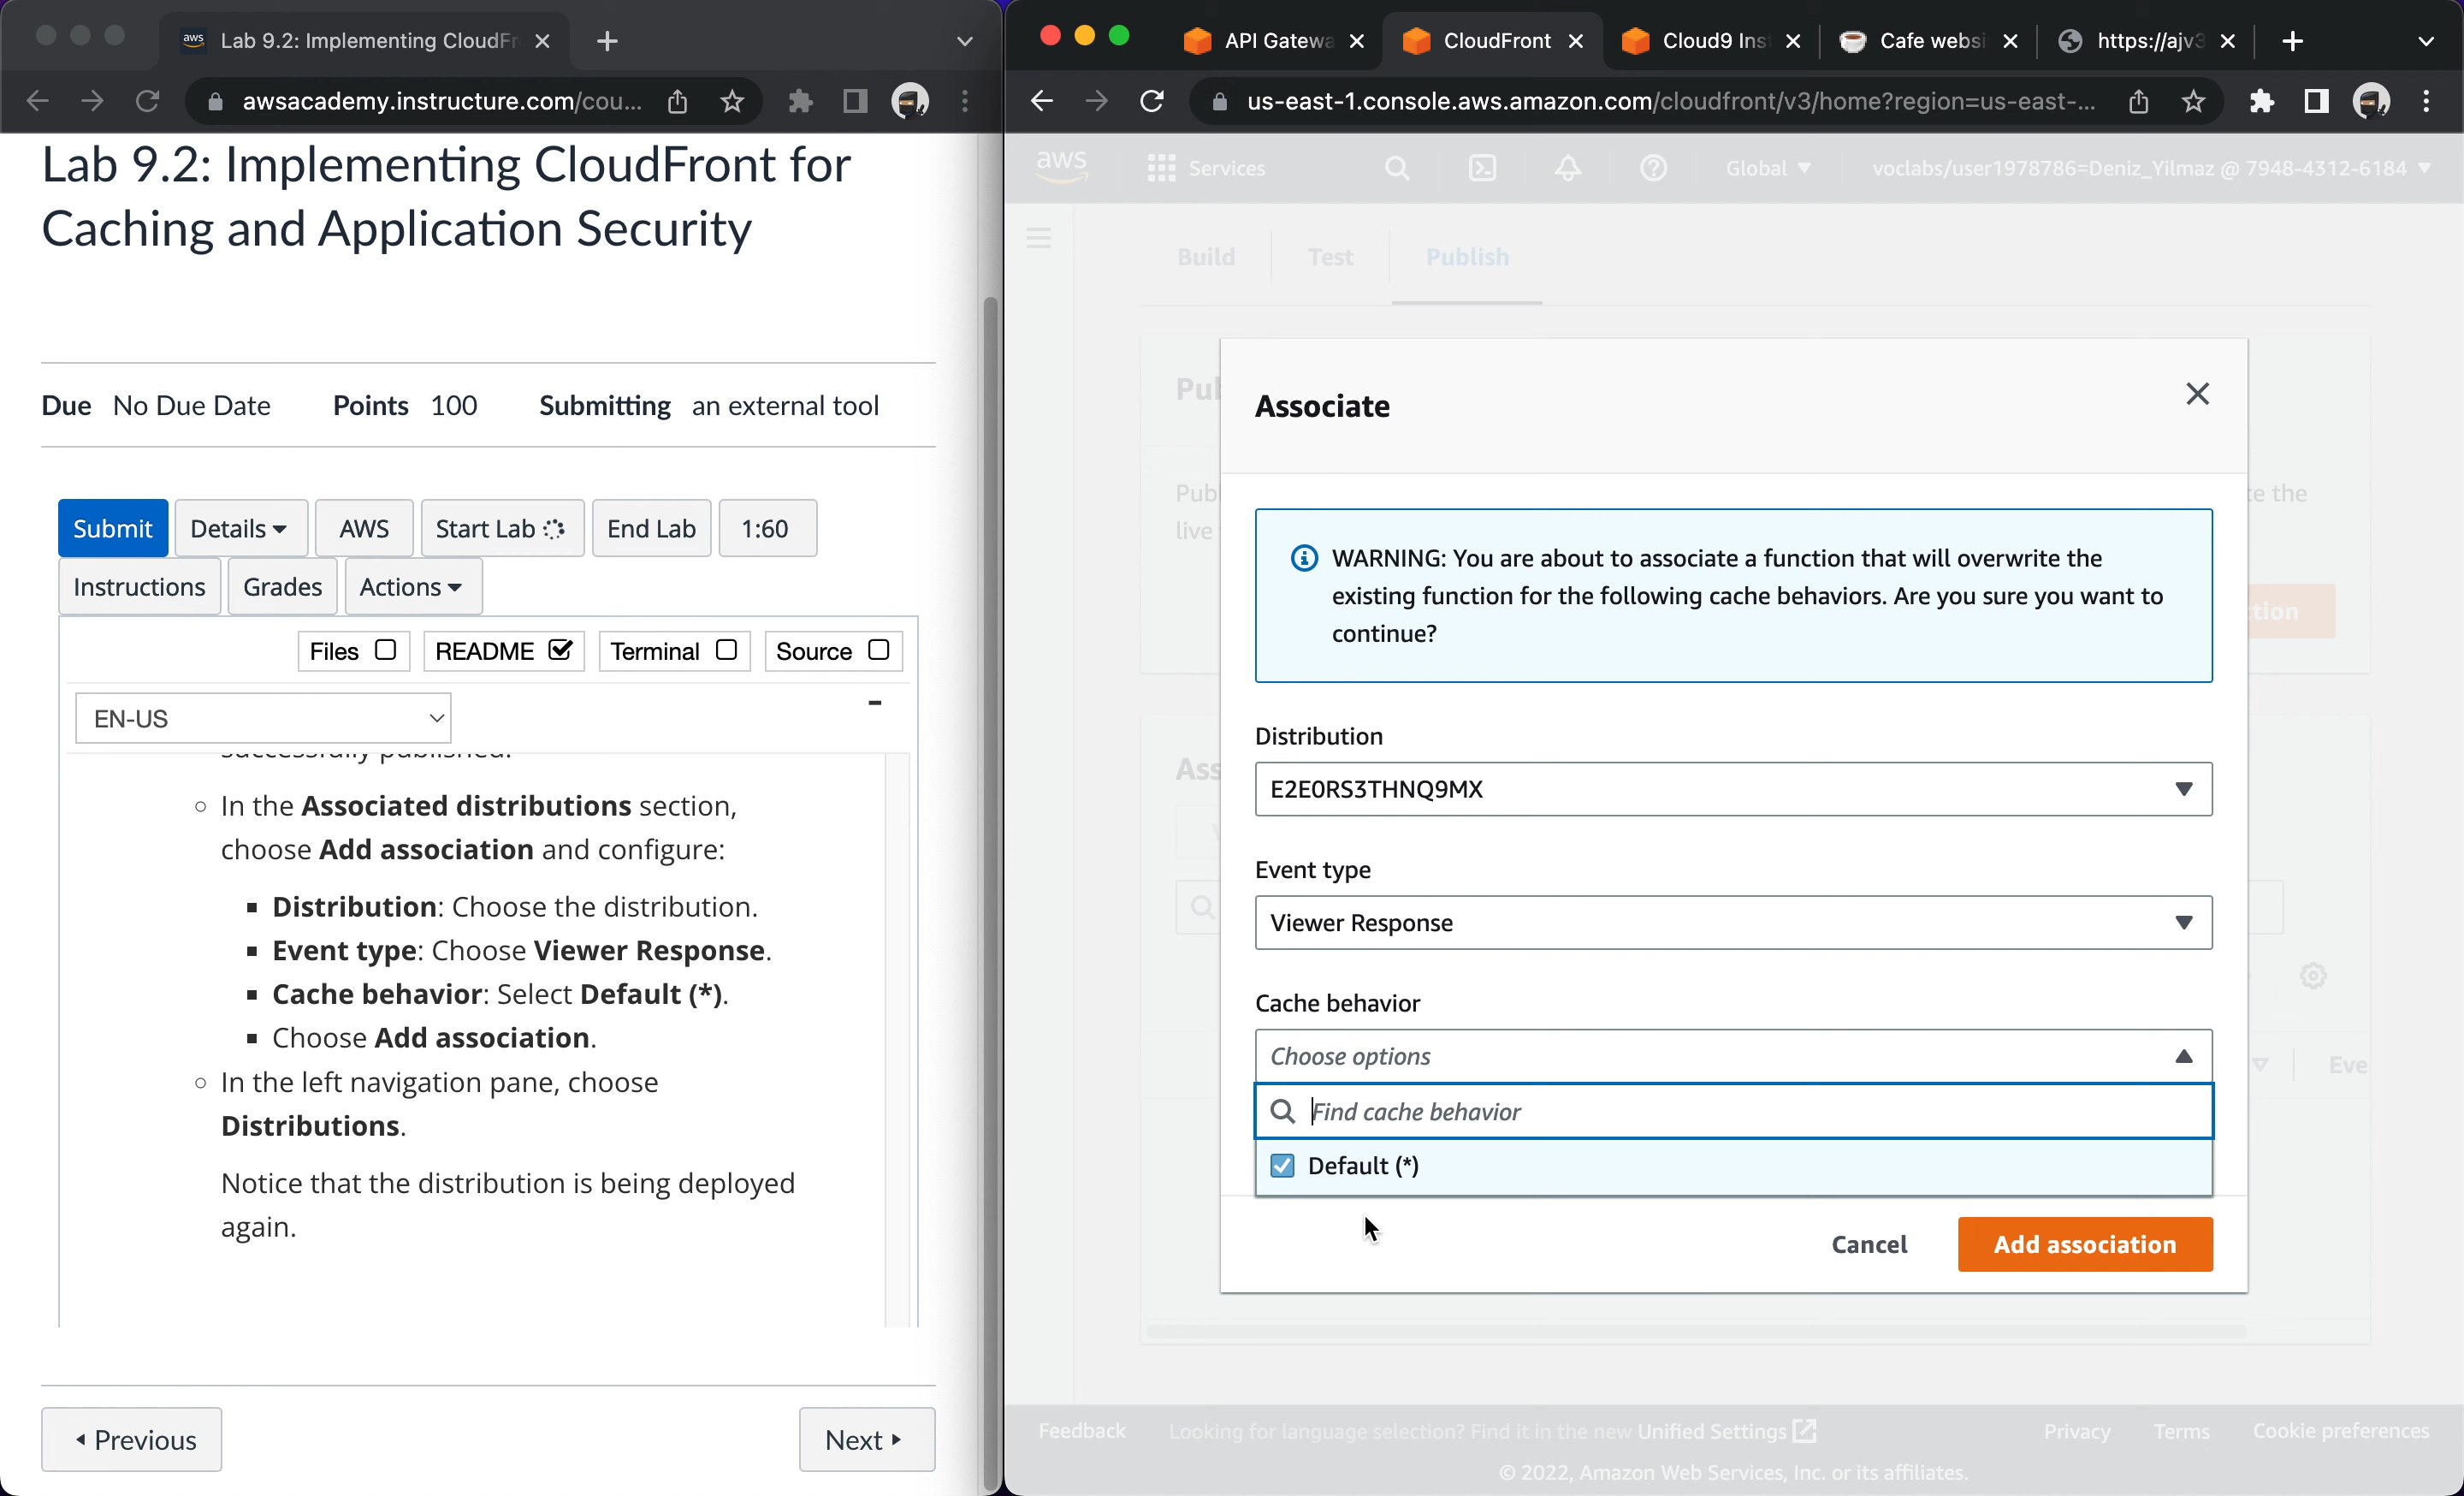 Lab 9.2: Implementing CloudFr
awsacademy.instructure.com/cou...
Lab 9.2: Implementing CloudFront for
Caching and Application Security
Due No Due Date Points 100 Submitting an external tool
Submit Details AWS Start Lab End Lab 1:60
Instructions Grades Actions
Files README Terminal Source
EN-US
successfully published.
In the Associated distributions section,
choose Add association and configure:
Distribution: Choose the distribution.
Event type: Choose Viewer Response.
Cache behavior: Select Default (*).
Choose Add association.
In the left navigation pane, choose
Distributions.
Notice that the distribution is being deployed
again.
Previous Next
API Gatewa CloudFront Cloud9 Ins Cafe websi https://ajv3
us-east-1.console.aws.amazon.com/cloudfront/v3/home?region=us-east-...
aws Services Global voclabs/user1978786=Deniz_Yilmaz @ 7948-4312-6184
Build Test Publish
Pub
Associate
Publ te the
live
WARNING: You are about to associate a function that will overwrite the
existing function for the following cache behaviors. Are you sure you want to
continue?
ction
Distribution
Ass
E2E0RS3THNQ9MX
Event type
Viewer Response
Cache behavior
Choose options
Eve
Find cache behavior
Default (*)
Cancel Add association
Feedback Looking for language selection? Find it in the new Unified Settings Privacy Terms Cookie preferences
© 2022, Amazon Web Services, Inc. or its affiliates.